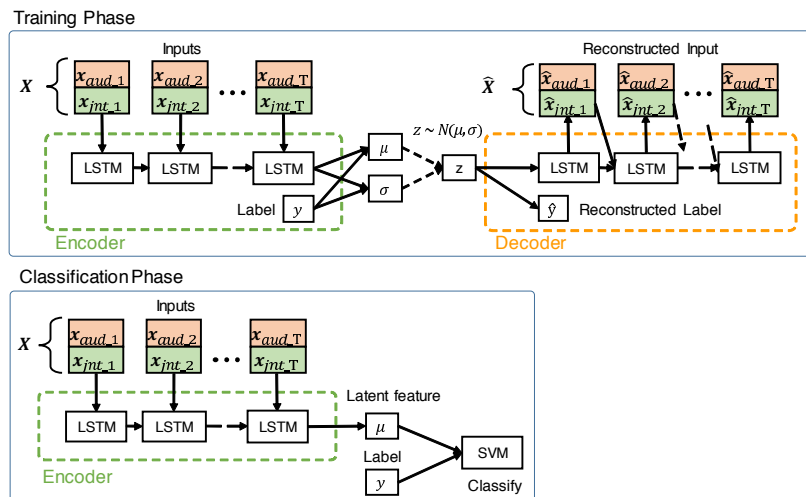 Training Phase
Inputs
Reconstructed Input
X
x_aud_1 x_aud_2 ... x_aud_T
x_jnt_1 x_jnt_2 x_jnt_T
X̂
x̂_aud_1 x̂_aud_2 ... x̂_aud_T
x̂_jnt_1 x̂_jnt_2 x̂_jnt_T
z ~ N(μ,σ)
LSTM LSTM LSTM
μ
σ
z
LSTM LSTM LSTM
Label y
ŷ Reconstructed Label
Encoder
Decoder
Classification Phase
Inputs
X
x_aud_1 x_aud_2 ... x_aud_T
x_jnt_1 x_jnt_2 x_jnt_T
Latent feature
LSTM LSTM LSTM
μ
Label
y
SVM
Encoder
Classify